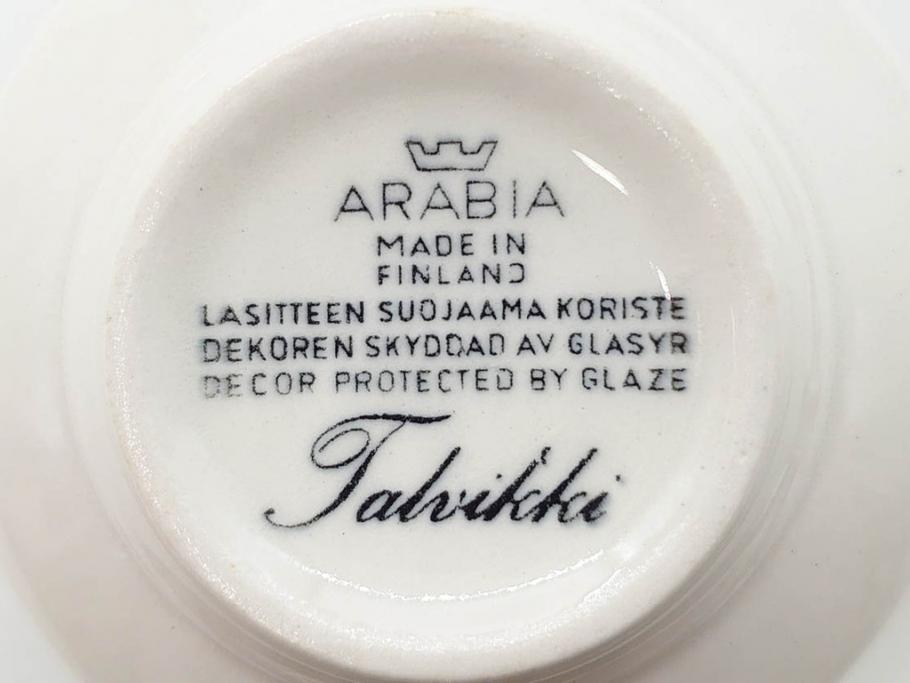 ARABIA
MADE IN
FINLAND
LASITTEEN SUOJAAMA KORISTE
DEKOREN SKYDDAD AV GLASYR
DECOR PROTECTED BY GLAZE
Talvikki